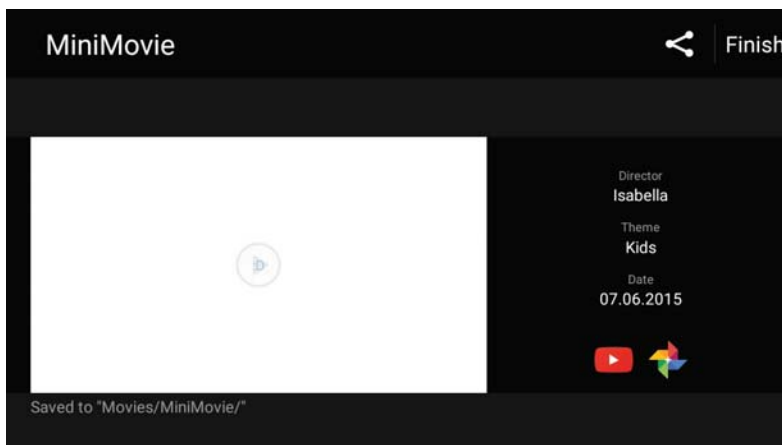 MiniMovie
Finish
Director
Isabella
Theme
Kids
Date
07.06.2015
Saved to "Movies/MiniMovie/"